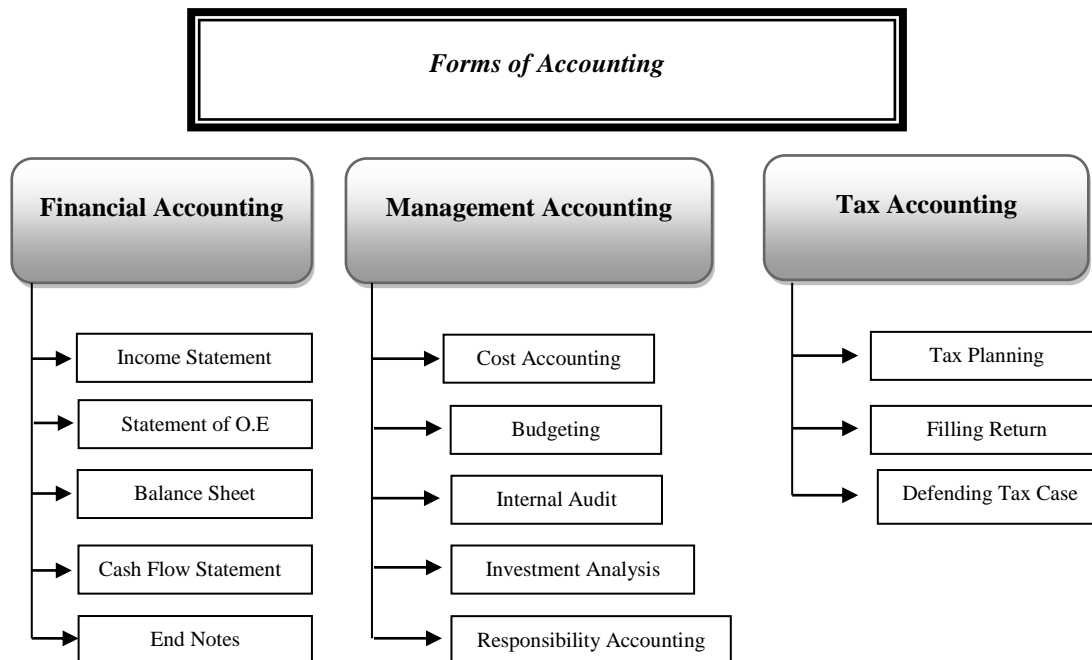 Forms of Accounting
Financial Accounting
Income Statement
Statement of O.E
Balance Sheet
Cash Flow Statement
End Notes
Management Accounting
Cost Accounting
Budgeting
Internal Audit
Investment Analysis
Responsibility Accounting
Tax Accounting
Tax Planning
Filling Return
Defending Tax Case